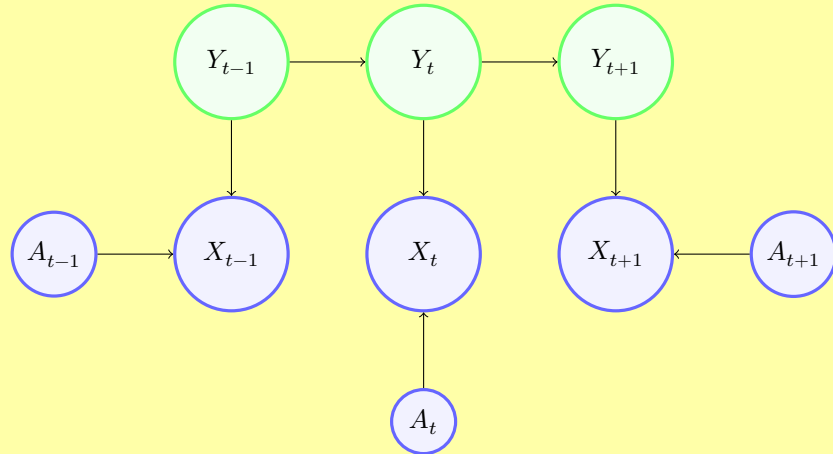 Y_{t−1} Y_t Y_{t+1}
A_{t−1} X_{t−1} X_t X_{t+1} A_{t+1}
A_t